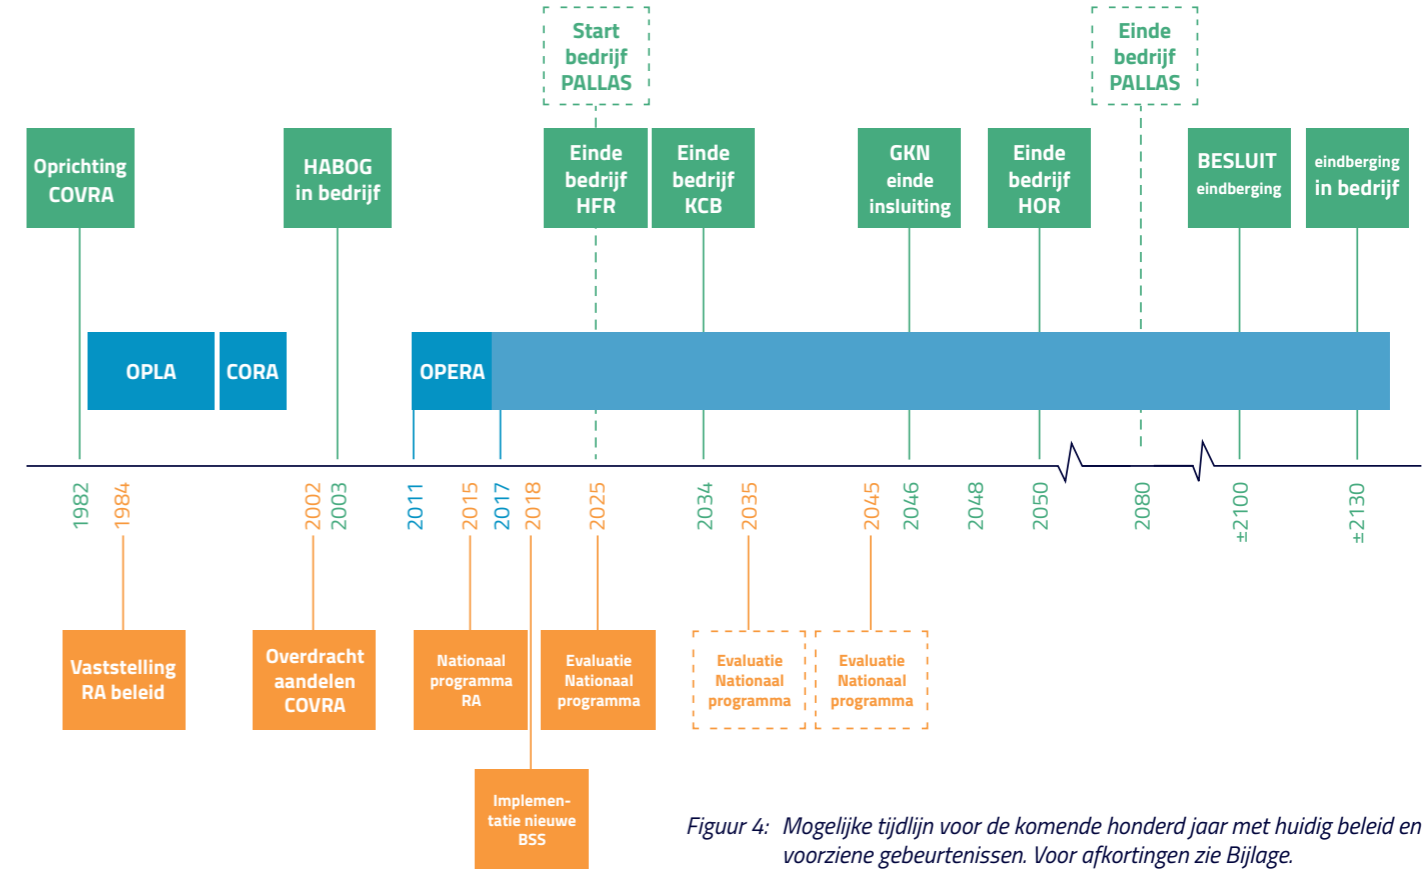 Start
bedrijf
PALLAS
Einde
bedrijf
PALLAS
Oprichting
COVRA
HABOG
in bedrijf
Einde
bedrijf
HFR
Einde
bedrijf
KCB
GKN
einde
insluiting
Einde
bedrijf
HOR
BESLUIT
eindberging
eindberging
in bedrijf
OPLA
CORA
OPERA
1982
1984
2002
2003
2011
2015
2017
2018
2025
2034
2035
2045
2046
2048
2050
2080
±2100
±2130
Vaststelling
RA beleid
Overdracht
aandelen
COVRA
Nationaal
programma
RA
Evaluatie
Nationaal
programma
Evaluatie
Nationaal
programma
Evaluatie
Nationaal
programma
Implemen-
tatie nieuwe
BSS
Figuur 4: Mogelijke tijdlijn voor de komende honderd jaar met huidig beleid en
voorziene gebeurtenissen. Voor afkortingen zie Bijlage.